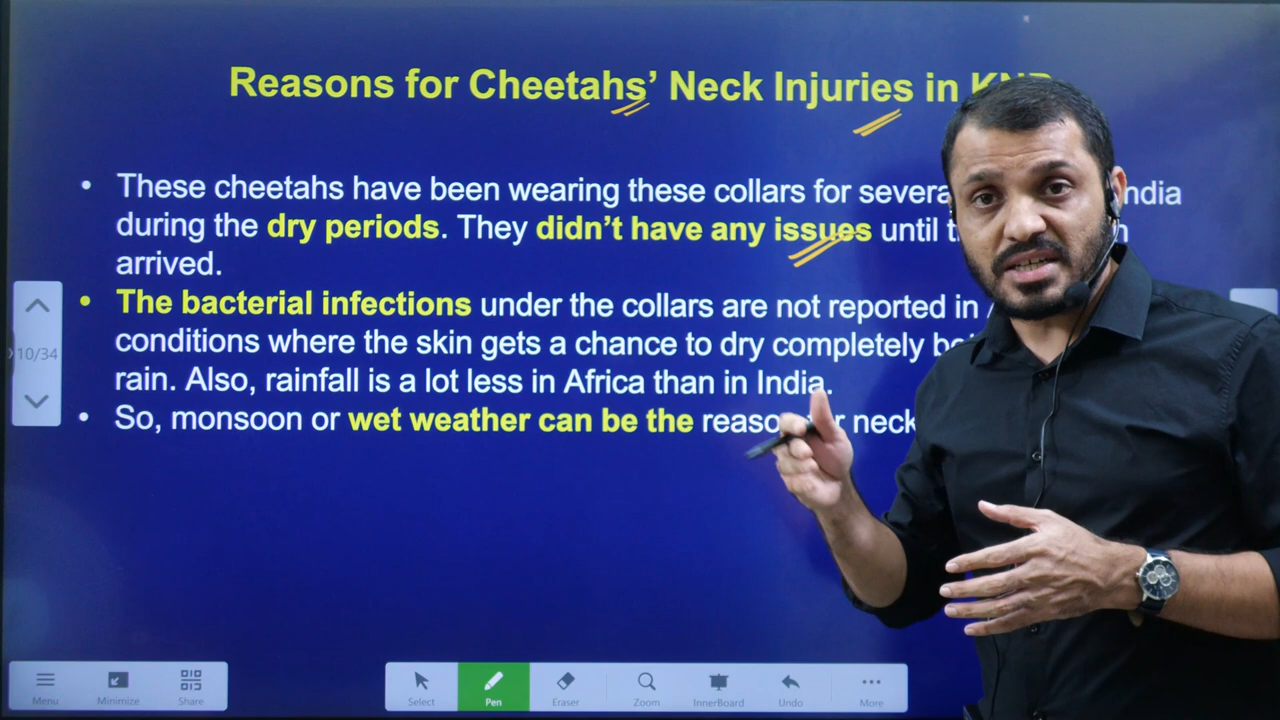 Reasons for Cheetahs’ Neck Injuries in
• These cheetahs have been wearing these collars for
during the dry periods. They didn’t have any issues until
arrived.
• The bacterial infections under the collars are not reported in
conditions where the skin gets a chance to dry completely
rain. Also, rainfall is a lot less in Africa than in India.
• So, monsoon or wet weather can be the neck
10/34
Menu
Minimize
Share
Select
Pen
Eraser
Zoom
InnerBoard
Undo
More